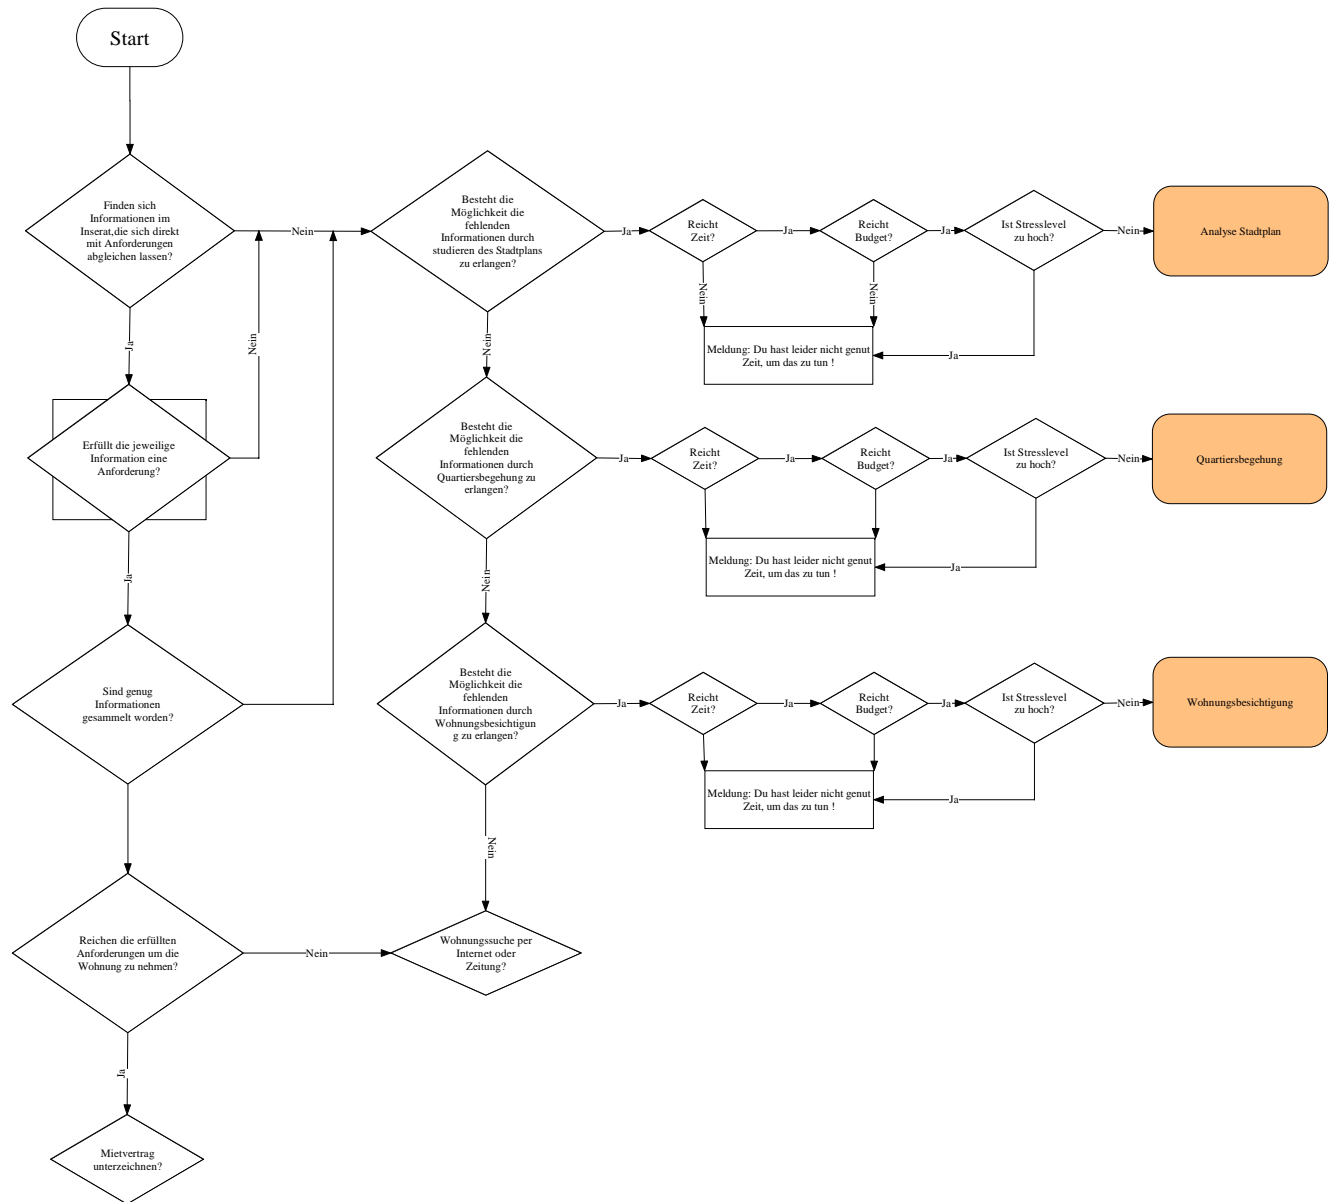 Start
Finden sich
Informationen im
Inserat,die sich direkt
mit Anforderungen
abgleichen lassen?
Nein
Besteht die
Möglichkeit die
fehlenden
Informationen durch
studieren des Stadtplans
zu erlangen?
Ja
Reicht
Zeit?
Ja
Reicht
Budget?
Ja
Ist Stresslevel
zu hoch?
Nein
Analyse Stadtplan
Nein
Nein
Meldung: Du hast leider nicht genut
Zeit, um das zu tun !
Ja
Ja
Nein
Nein
Erfüllt die jeweilige
Information eine
Anforderung?
Besteht die
Möglichkeit die
fehlenden
Informationen durch
Quartiersbegehung zu
erlangen?
Ja
Reicht
Zeit?
Ja
Reicht
Budget?
Ja
Ist Stresslevel
zu hoch?
Nein
Quartiersbegehung
Meldung: Du hast leider nicht genut
Zeit, um das zu tun !
Ja
Ja
Nein
Sind genug
Informationen
gesammelt worden?
Besteht die
Möglichkeit die
fehlenden
Informationen durch
Wohnungsbesichtigun
g zu erlangen?
Ja
Reicht
Zeit?
Ja
Reicht
Budget?
Ja
Ist Stresslevel
zu hoch?
Nein
Wohnungsbesichtigung
Meldung: Du hast leider nicht genut
Zeit, um das zu tun !
Ja
Nein
Reichen die erfüllten
Anforderungen um die
Wohnung zu nehmen?
Nein
Wohnungssuche per
Internet oder
Zeitung?
Ja
Mietvertrag
unterzeichnen?